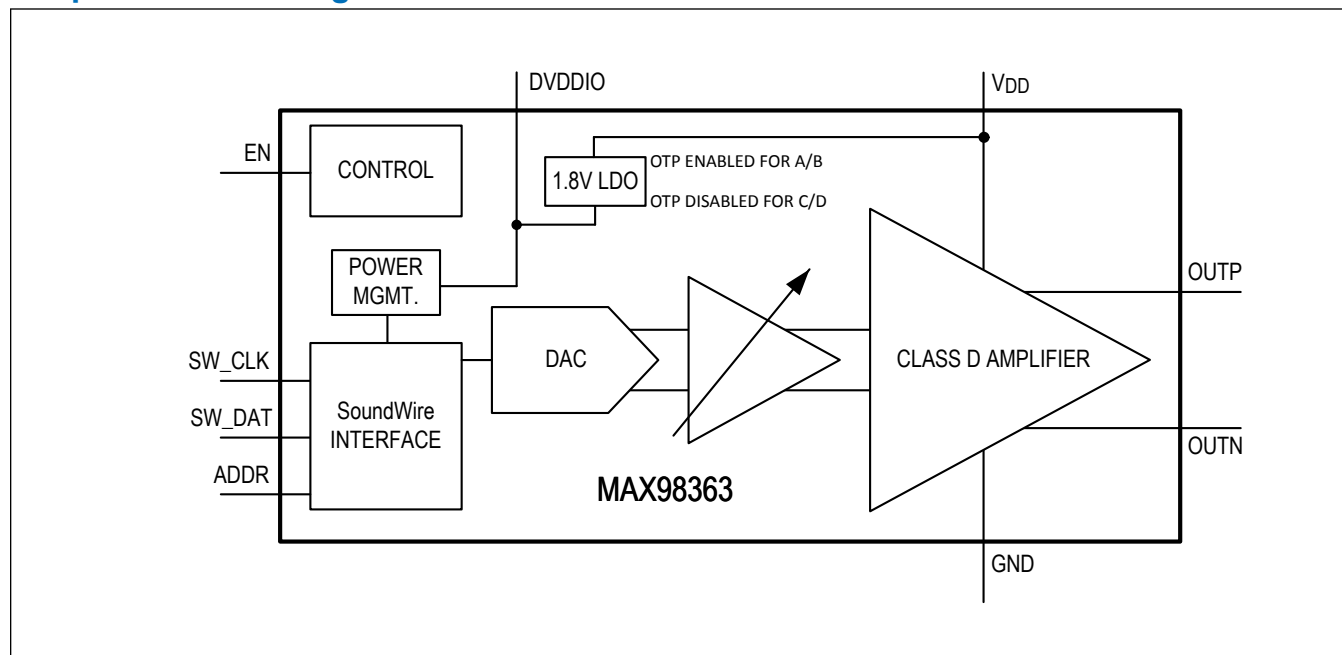 DVDDIO
VDD
EN
CONTROL
1.8V LDO
OTP ENABLED FOR A/B
OTP DISABLED FOR C/D
POWER
MGMT.
OUTP
SW_CLK
DAC
CLASS D AMPLIFIER
SW_DAT
SoundWire
INTERFACE
OUTN
ADDR
MAX98363
GND